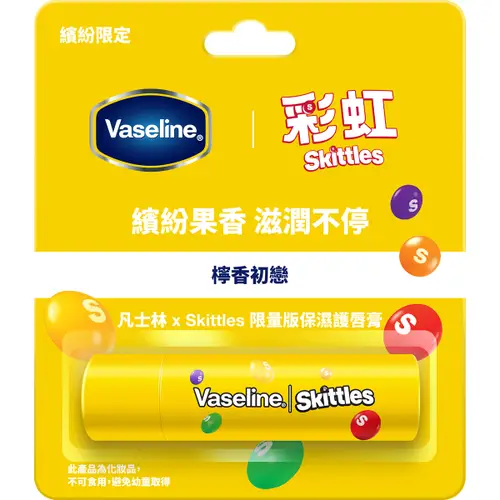 繽紛限定
Vaseline®
彩虹
Skittles
繽紛果香 滋潤不停
檸香初戀
凡士林 x Skittles 限量版保濕護唇膏
Vaseline® | Skittles
此產品為化妝品,
不可食用,避免幼童取得